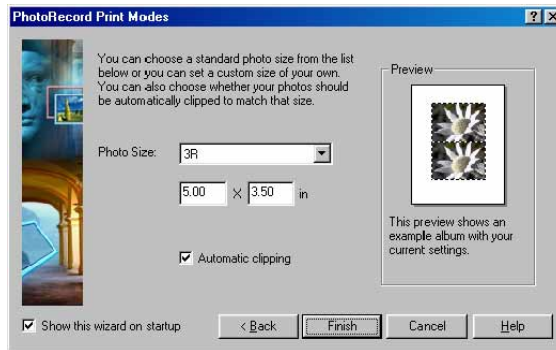 PhotoRecord Print Modes
You can choose a standard photo size from the list
below or you can set a custom size of your own.
You can also choose whether your photos should
be automatically clipped to match that size.
Preview
Photo Size: 3R
5.00 X 3.50 in
This preview shows an
example album with your
current settings.
Automatic clipping
Show this wizard on startup
< Back Finish Cancel Help